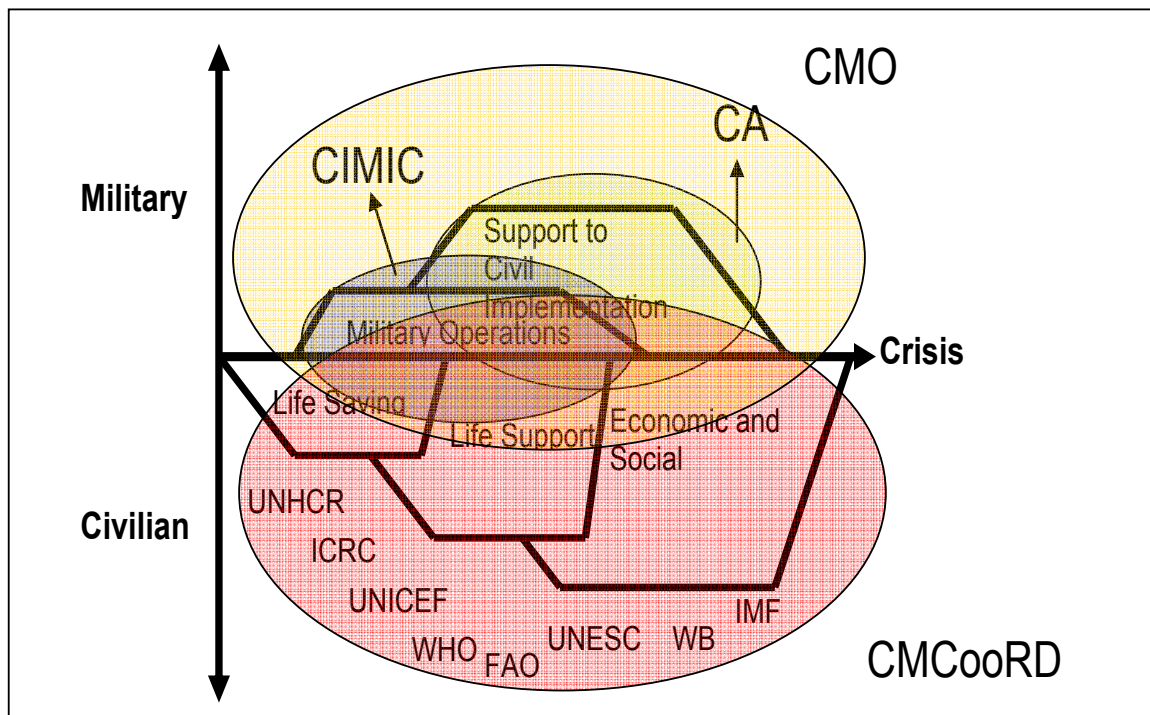 CMO
CA
CIMIC
Military
Support to
Civil
Implementation
Military Operations
Crisis
Life Saving
Life Support
Economic and
Social
UNHCR
Civilian
ICRC
UNICEF
IMF
UNESC
WB
WHO
FAO
CMCooRD